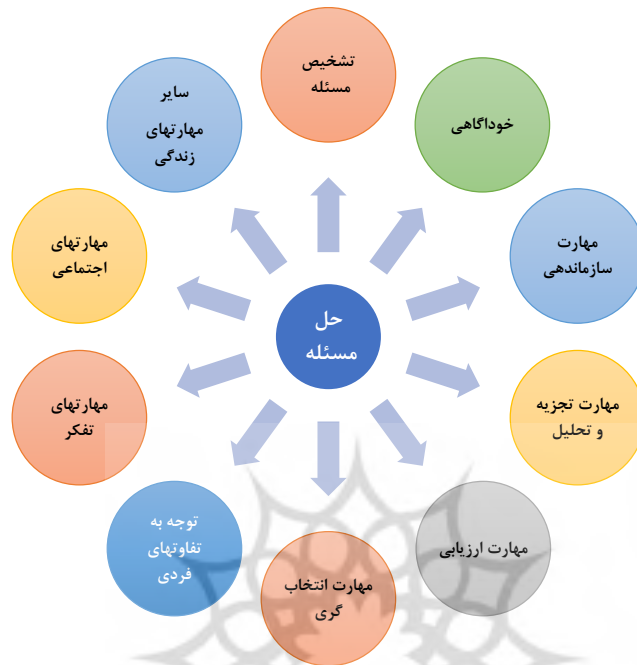 تشخیص
مسئله
خوداگاهی
مهارت
سازماندهی
مهارت تجزیه
و تحلیل
مهارت ارزیابی
مهارت انتخاب
گری
توجه به
تفاوتهای
فردی
مهارتهای
تفکر
مهارتهای
اجتماعی
سایر
مهارتهای
زندگی
حل
مسئله